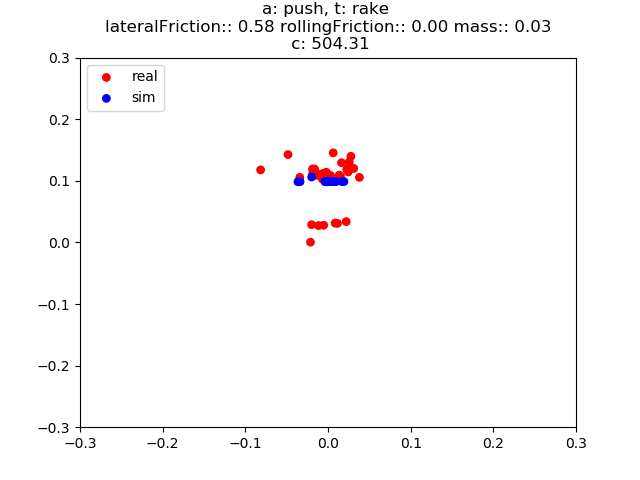 a: push, t: rake
lateralFriction:: 0.58 rollingFriction:: 0.00 mass:: 0.03
c: 504.31
real
sim
0.3
0.2
0.1
0.0
−0.1
−0.2
−0.3
−0.3 −0.2 −0.1 0.0 0.1 0.2 0.3